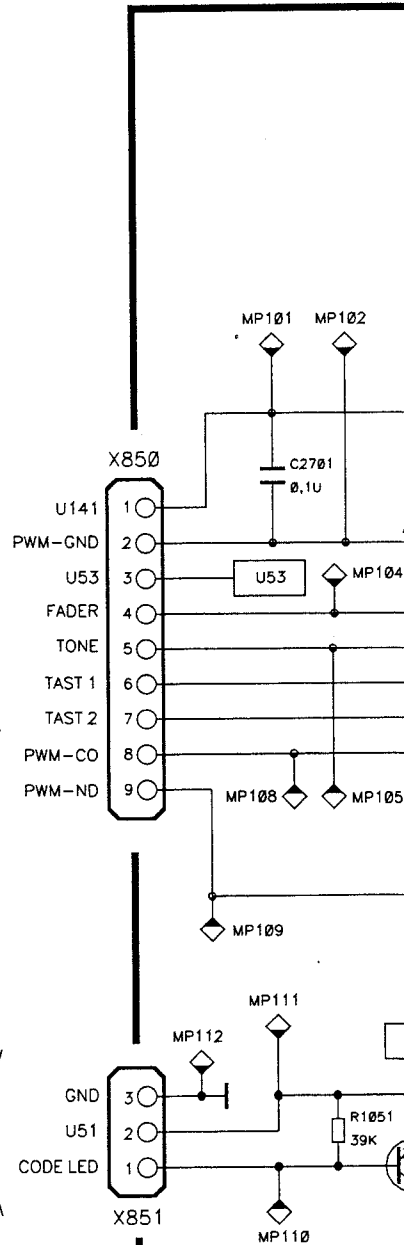 MP101 MP102
X850
C2701
0,1U
U141 1
PWM-GND 2
U53 3 U53 MP104
FADER 4
TONE 5
TAST 1 6
TAST 2 7
PWM-CO 8
PWM-ND 9 MP108 MP105
MP109
MP111
MP112
GND 3
R1051
U51 2 39K
CODE LED 1
X851
MP110